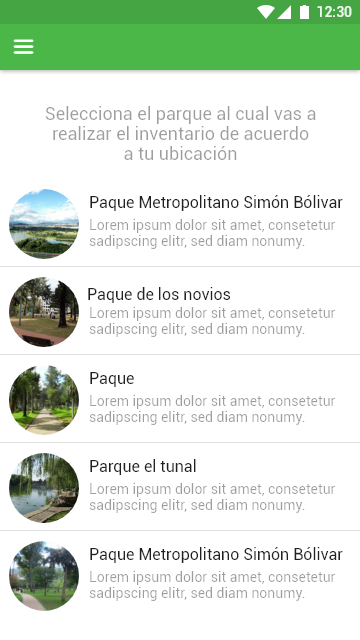 12:30
Selecciona el parque al cual vas a
realizar el inventario de acuerdo
a tu ubicación
Paque Metropolitano Simón Bólivar
Lorem ipsum dolor sit amet, consetetur
sadipscing elitr, sed diam nonumy.
Paque de los novios
Lorem ipsum dolor sit amet, consetetur
sadipscing elitr, sed diam nonumy.
Paque
Lorem ipsum dolor sit amet, consetetur
sadipscing elitr, sed diam nonumy.
Parque el tunal
Lorem ipsum dolor sit amet, consetetur
sadipscing elitr, sed diam nonumy.
Paque Metropolitano Simón Bólivar
Lorem ipsum dolor sit amet, consetetur
sadipscing elitr, sed diam nonumy.